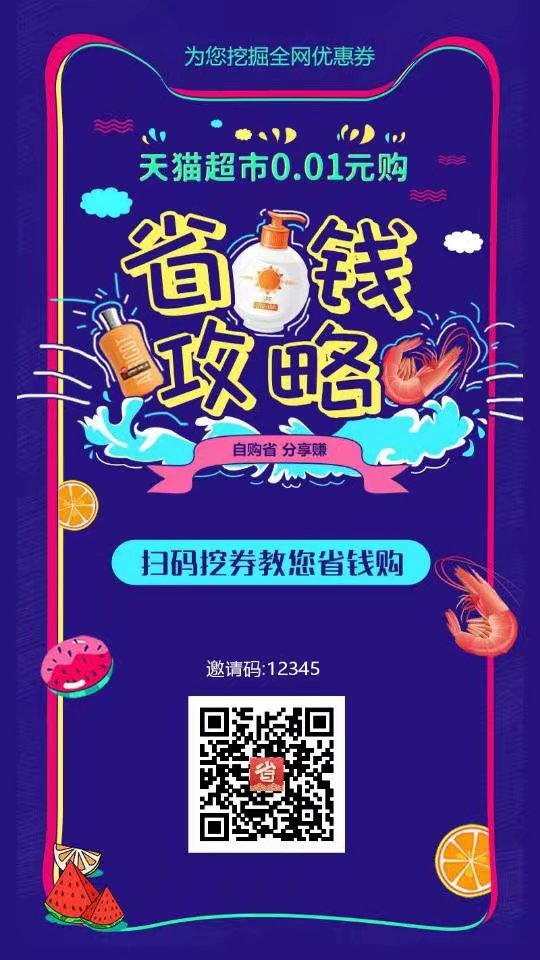 为您挖掘全网优惠券
天猫超市0.01元购
省钱
攻略
APRICOT
自购省 分享赚
扫码挖券教您省钱购
邀请码:12345
省